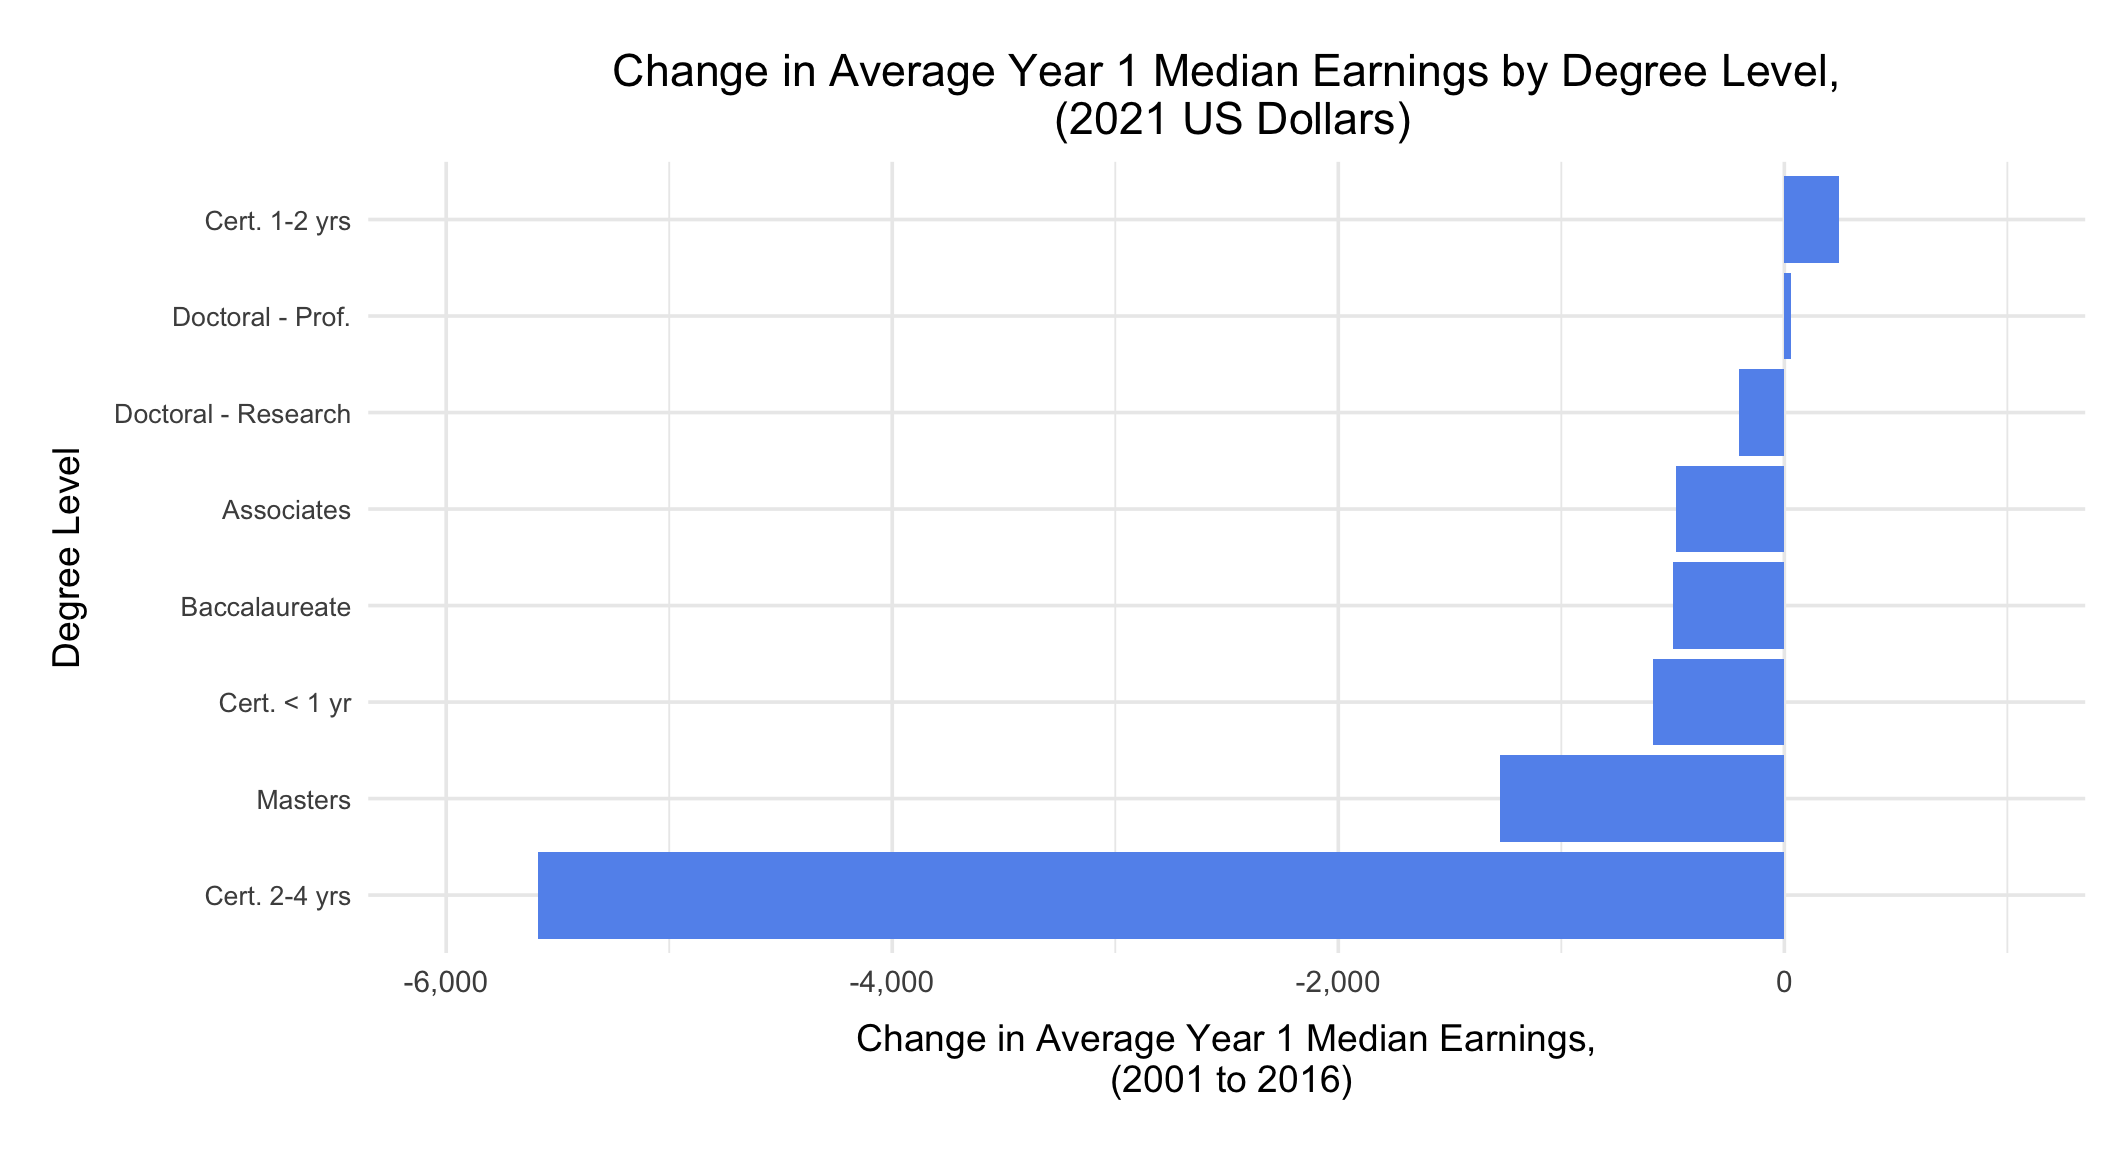 Change in Average Year 1 Median Earnings by Degree Level,
(2021 US Dollars)
Degree Level
Cert. 1-2 yrs
Doctoral - Prof.
Doctoral - Research
Associates
Baccalaureate
Cert. < 1 yr
Masters
Cert. 2-4 yrs
-6,000 -4,000 -2,000 0
Change in Average Year 1 Median Earnings,
(2001 to 2016)